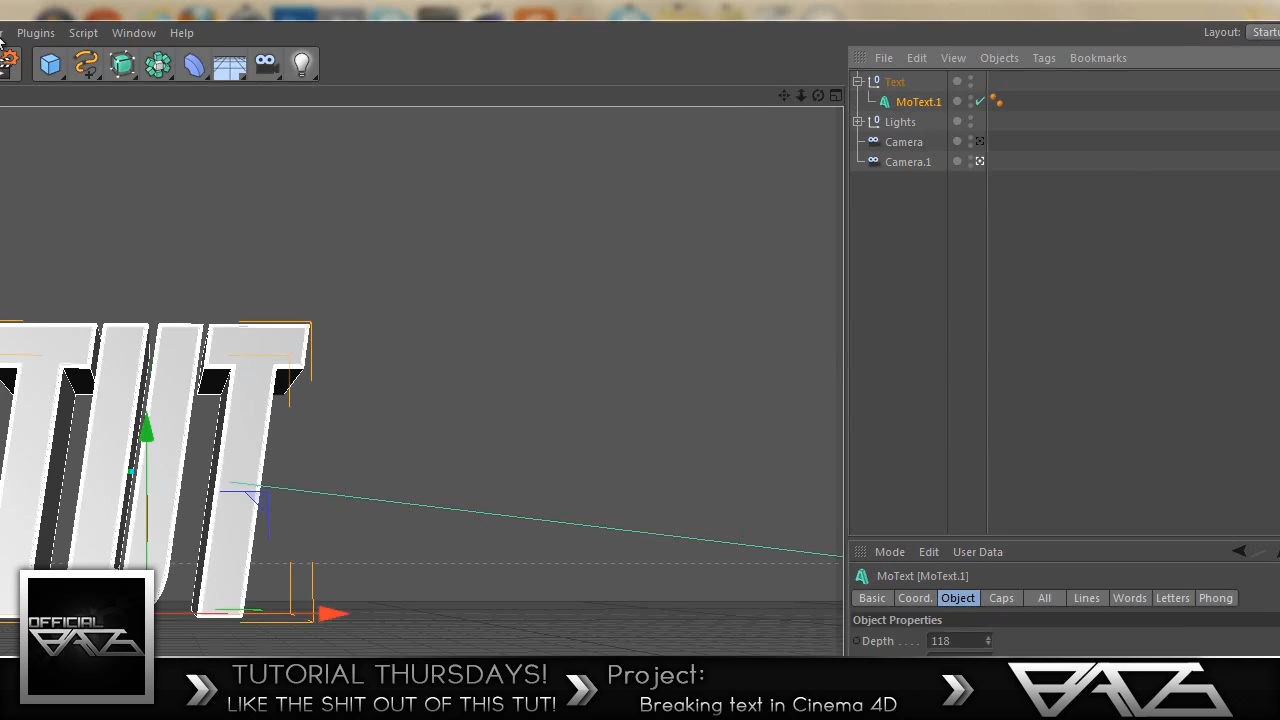 Plugins Script Window Help
Layout: Startu
File Edit View Objects Tags Bookmarks
Text
MoText.1
Lights
Camera
Camera.1
TUT
Mode Edit User Data
MoText [MoText.1]
Basic Coord. Object Caps All Lines Words Letters Phong
Object Properties
Depth . . . . 118
OFFICIAL
TUTORIAL THURSDAYS!
LIKE THE SHIT OUT OF THIS TUT!
Project:
Breaking text in Cinema 4D